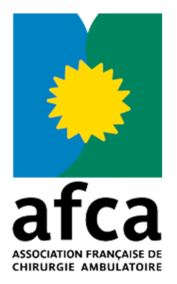 afca
ASSOCIATION FRANÇAISE DE
CHIRURGIE AMBULATOIRE